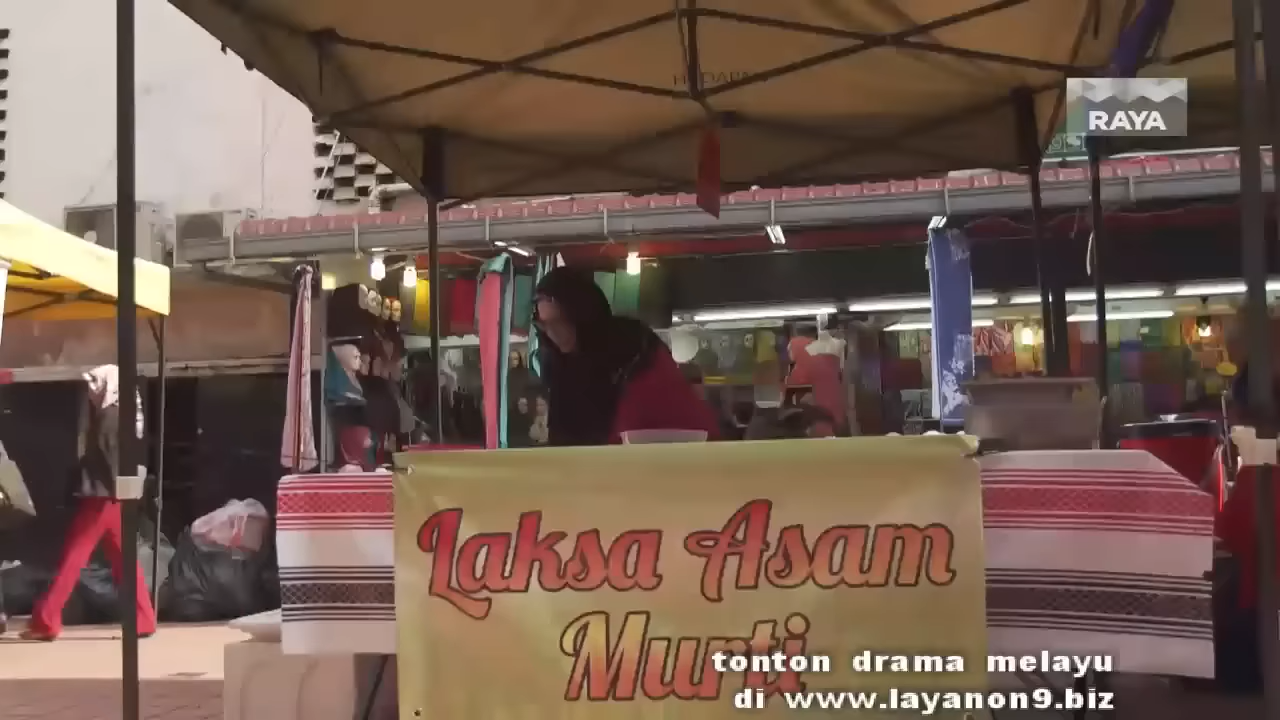 RAYA
Laksa Asam
Murti
tonton drama melayu
di www.layanon9.biz